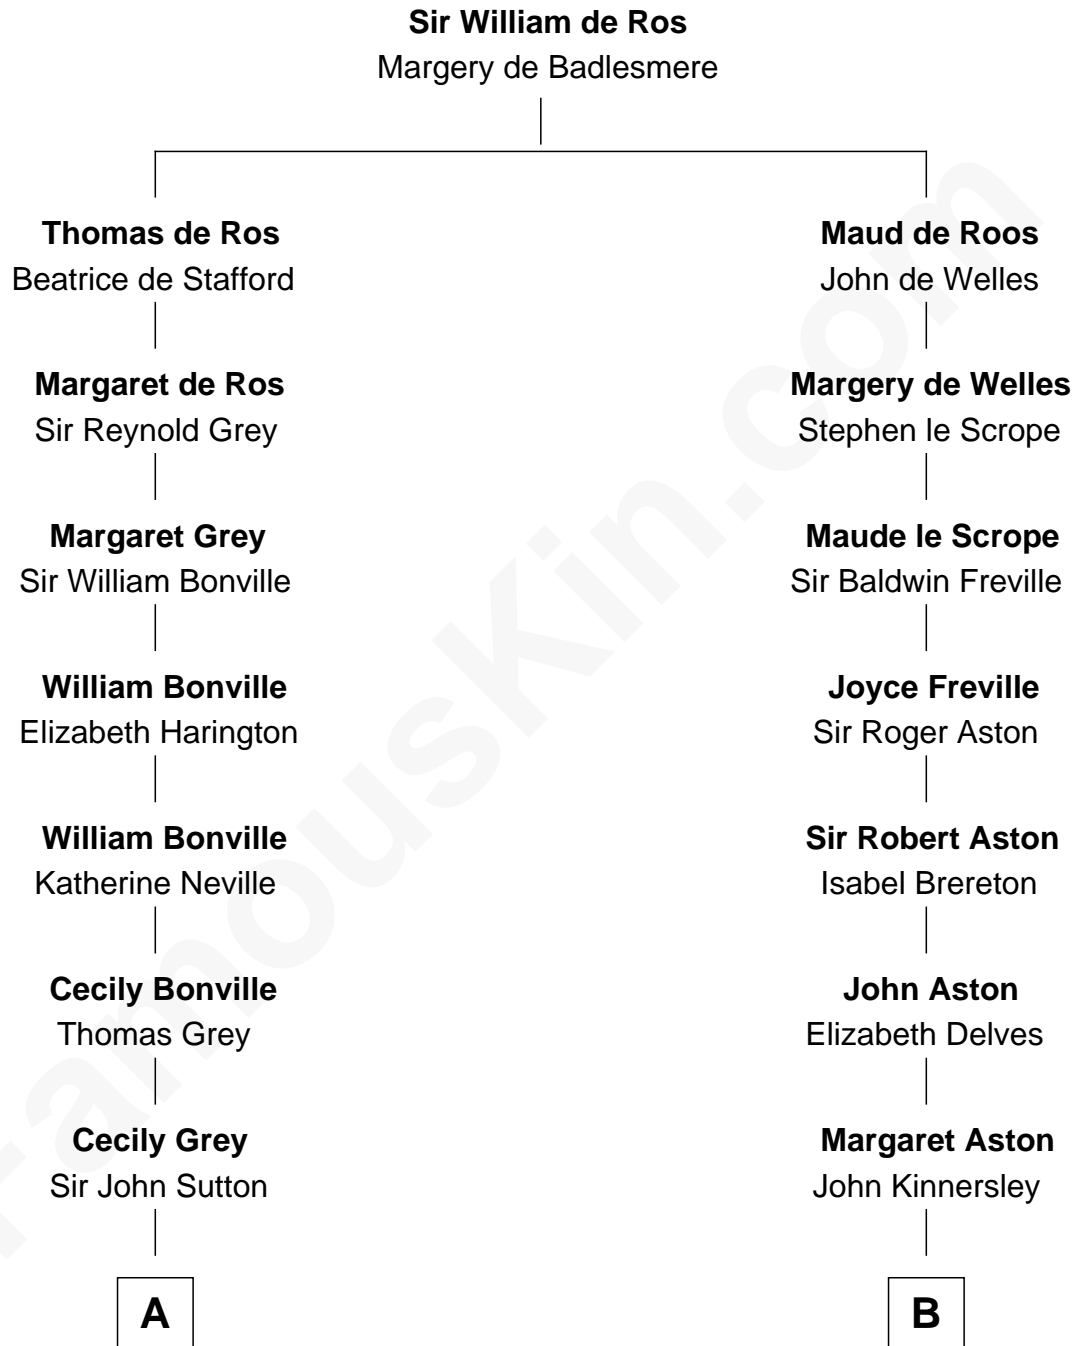 Sir William de Ros
Margery de Badlesmere
Thomas de Ros
Beatrice de Stafford
Maud de Roos
John de Welles
Margaret de Ros
Sir Reynold Grey
Margery de Welles
Stephen le Scrope
Margaret Grey
Sir William Bonville
Maude le Scrope
Sir Baldwin Freville
William Bonville
Elizabeth Harington
Joyce Freville
Sir Roger Aston
William Bonville
Katherine Neville
Sir Robert Aston
Isabel Brereton
Cecily Bonville
Thomas Grey
John Aston
Elizabeth Delves
Cecily Grey
Sir John Sutton
Margaret Aston
John Kinnersley
A
B
FamousKin.com